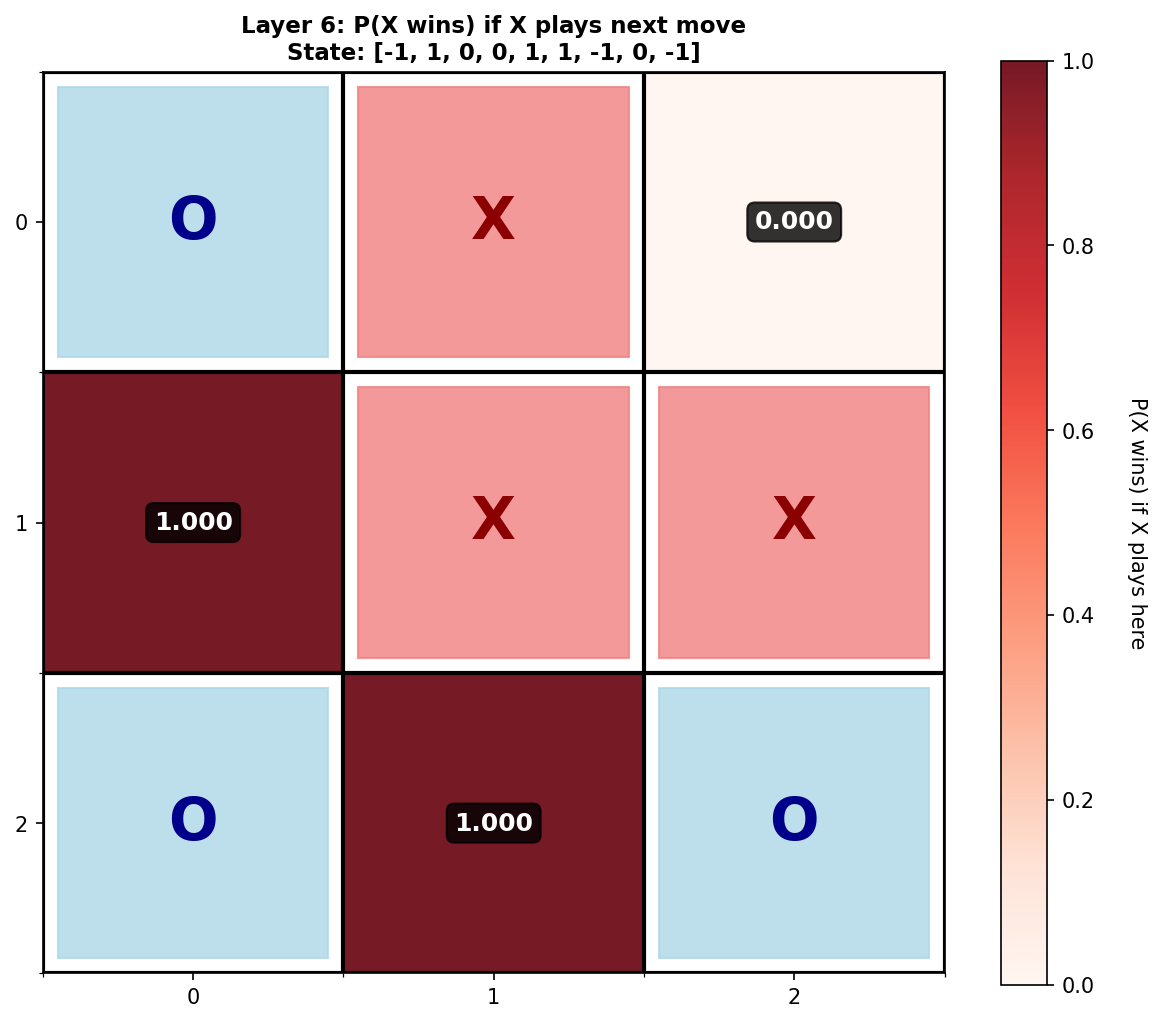 Layer 6: P(X wins) if X plays next move
State: [-1, 1, 0, 0, 1, 1, -1, 0, -1]
0
O
X
0.000
1
1.000
X
X
2
O
1.000
O
0
1
2
1.0
0.8
0.6
0.4
0.2
0.0
P(X wins) if X plays here